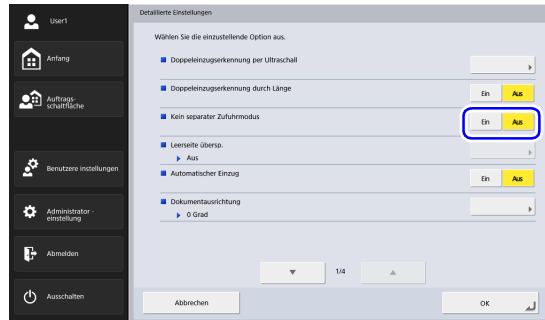 User1
Anfang
Auftrags-
schaltfläche
Benutzere instellungen
Administrator -
einstellung
Abmelden
Ausschalten
Detaillierte Einstellungen
Wählen Sie die einzustellende Option aus.
Doppeleinzugserkennung per Ultraschall
Doppeleinzugserkennung durch Länge
Ein Aus
Kein separater Zufuhrmodus
Ein Aus
Leerseite übersp.
Aus
Automatischer Einzug
Ein Aus
Dokumentausrichtung
0 Grad
1/4
Abbrechen
OK